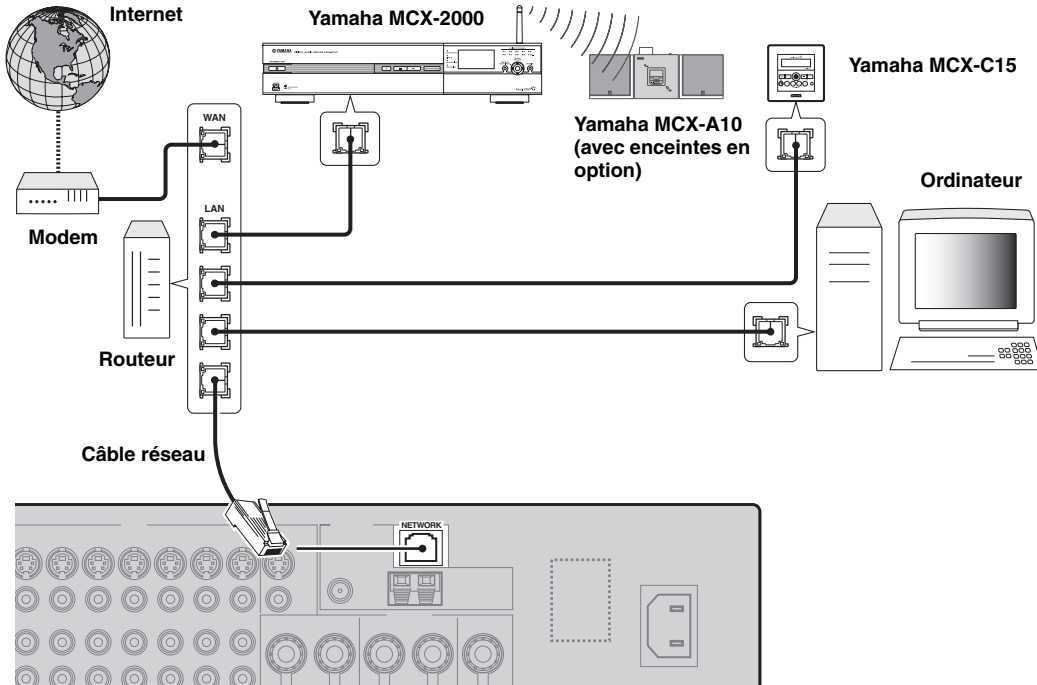 Internet
Yamaha MCX-2000
YAMAHA
Yamaha MCX-C15
Yamaha MCX-A10
(avec enceintes en
option)
WAN
Ordinateur
LAN
Modem
Routeur
Câble réseau
NETWORK